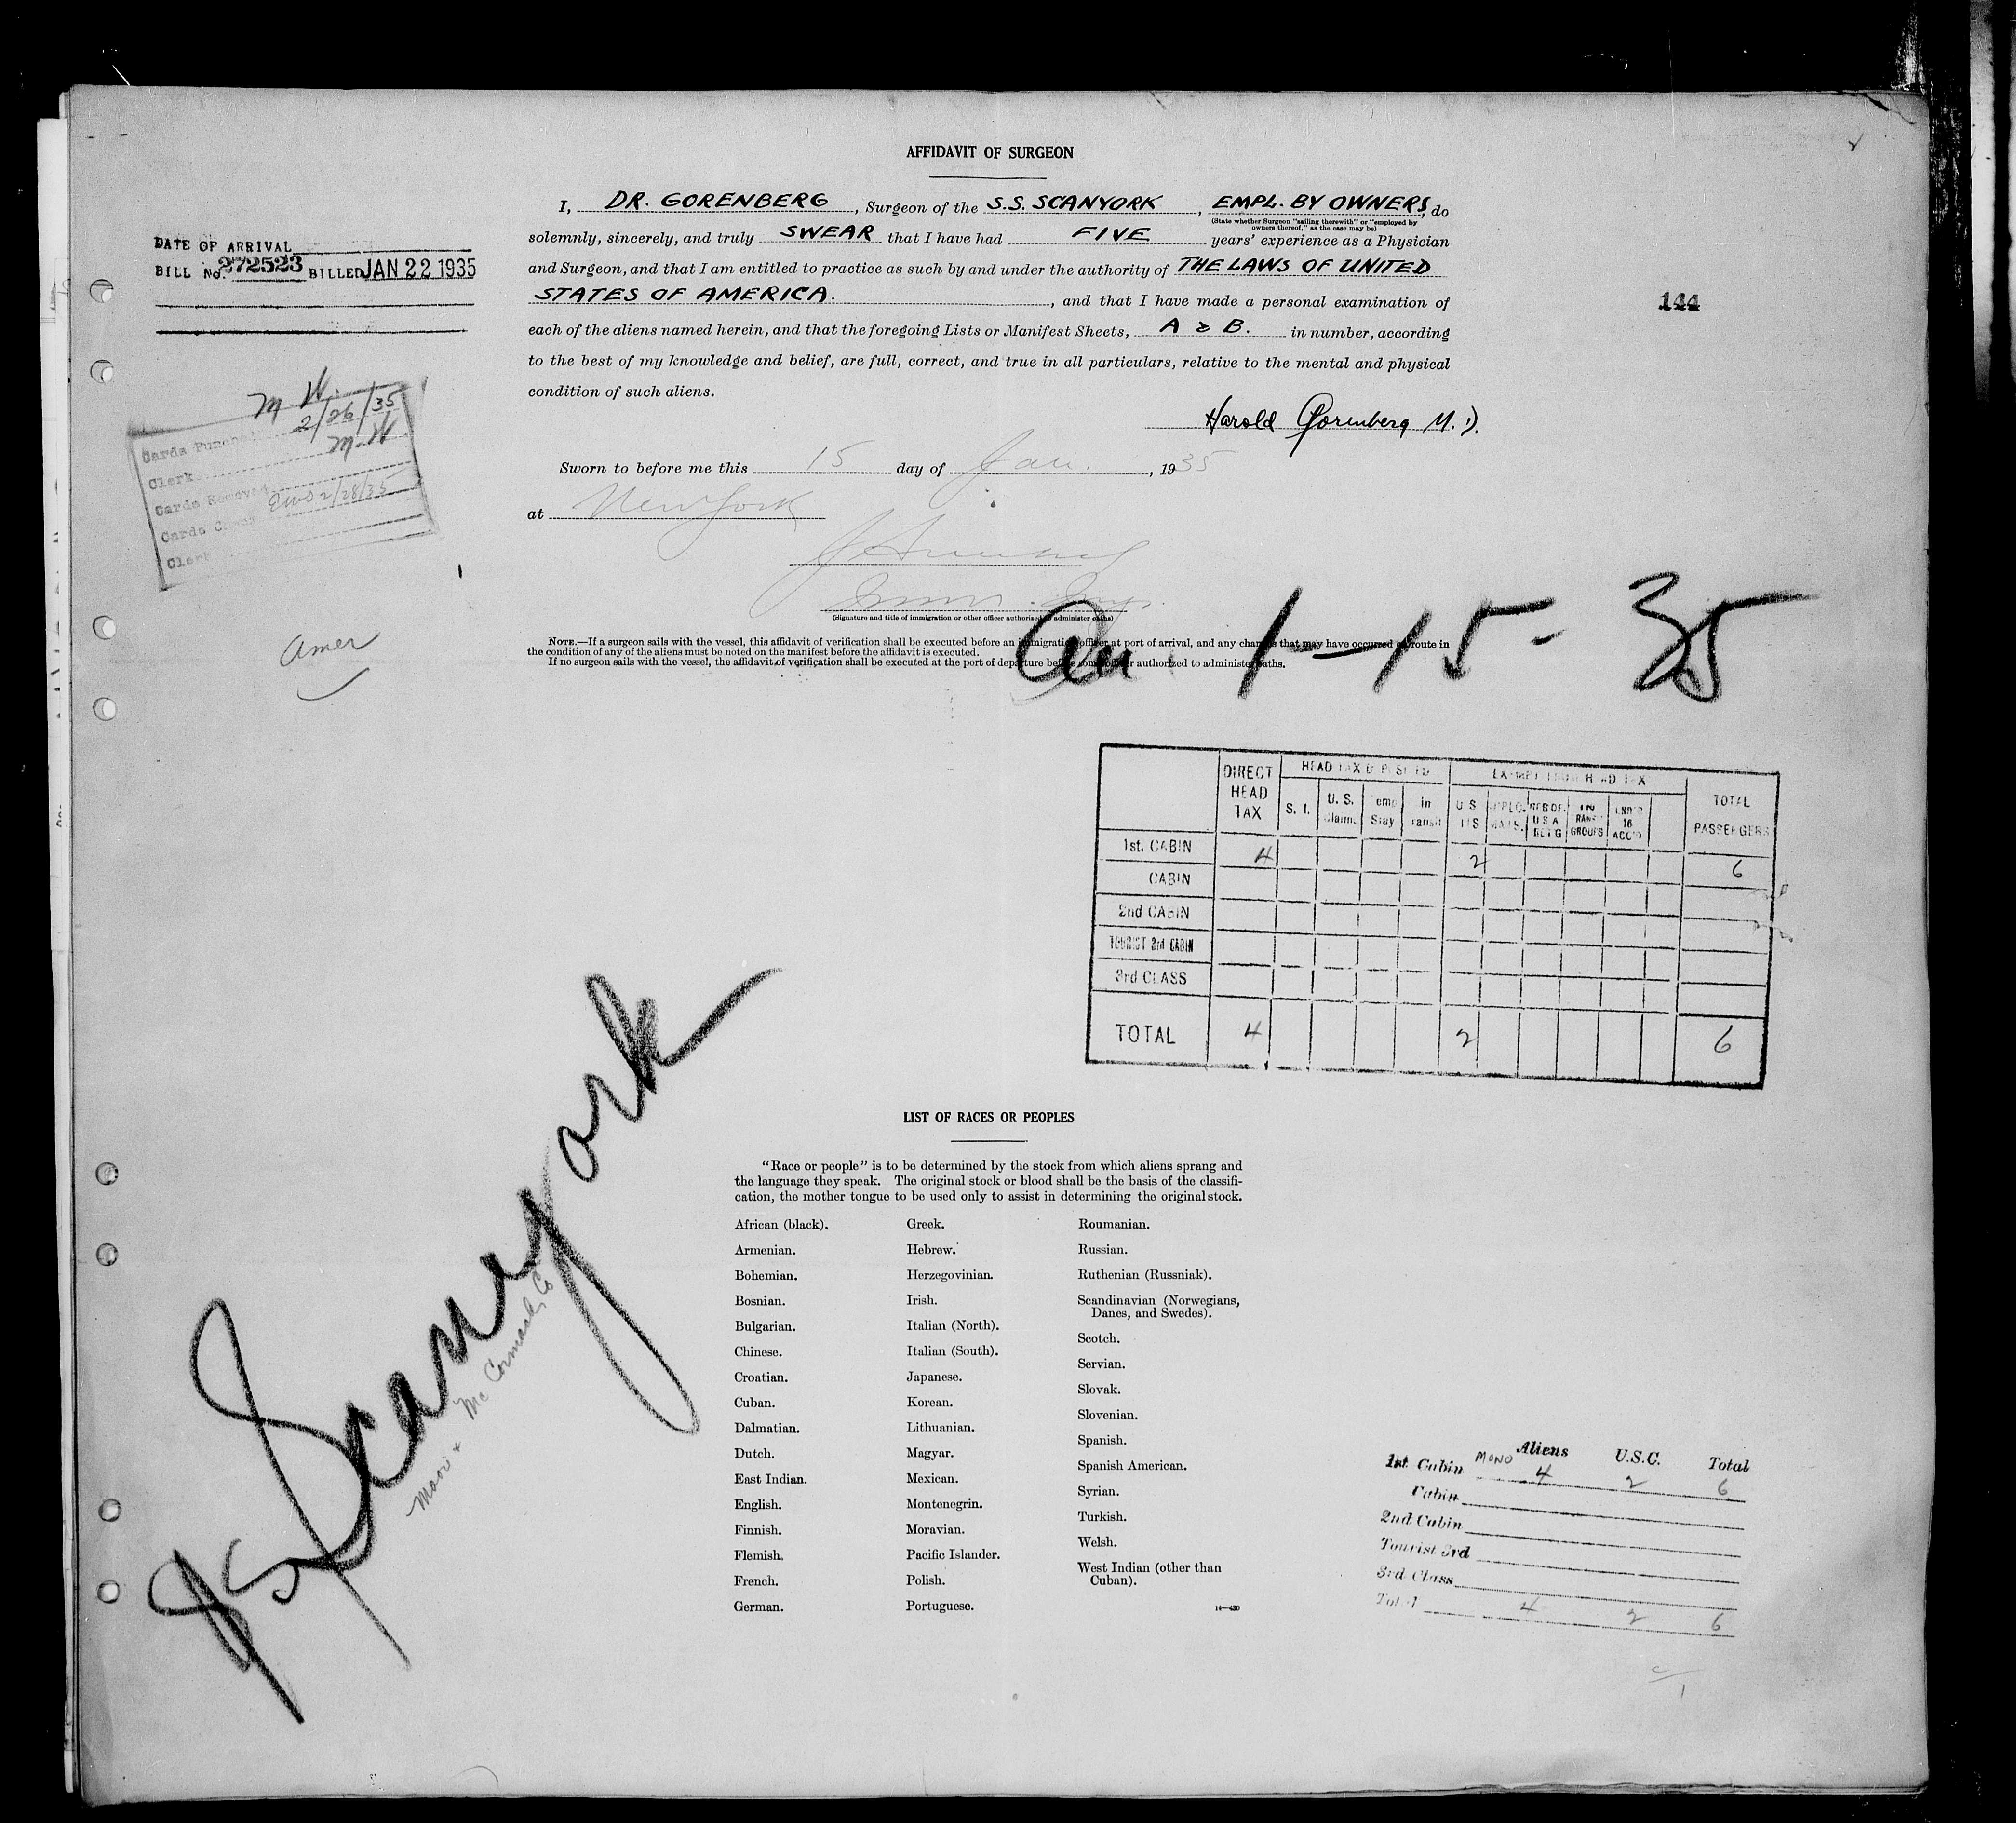 AFFIDAVIT OF SURGEON
I, DR. GORENBERG, Surgeon of the S.S. SCANYORK, EMPL. BY OWNERS, do
(State whether Surgeon "sailing therewith" or "employed by
owners thereof," as the case may be)
solemnly, sincerely, and truly SWEAR that I have had FIVE years' experience as a Physician
and Surgeon, and that I am entitled to practice as such by and under the authority of THE LAWS OF UNITED
STATES OF AMERICA., and that I have made a personal examination of
each of the aliens named herein, and that the foregoing Lists or Manifest Sheets, A & B. in number, according
to the best of my knowledge and belief, are full, correct, and true in all particulars, relative to the mental and physical
condition of such aliens.
Harold Gorenberg M.D.
Sworn to before me this 15 day of Jan., 1935
at New York
(Signature and title of immigration or other officer authorized to administer oaths)
NOTE.—If a surgeon sails with the vessel, this affidavit of verification shall be executed before an immigration officer at port of arrival, and any changes that may have occurred en route in
the condition of any of the aliens must be noted on the manifest before the affidavit is executed.
If no surgeon sails with the vessel, the affidavit of verification shall be executed at the port of departure before some officer authorized to administer oaths.
DATE OF ARRIVAL
BILL No. 272523 BILLED JAN 22 1935
144
M W.
Cards Punched 2/26/35
Clerk M-W
Cards Removed
Cards 2/28/35
Clerk
Amer
1-15-35
DIRECT HEAD TAX
HEAD TAX DEPOSITED
EXEMPT FROM HEAD TAX
TOTAL PASSENGERS
S. I.
U. S. Claim.
Temp Stay
in Transit
1st. CABIN 4 2 6
CABIN
2nd CABIN
TOURIST 3rd CABIN
3rd CLASS
TOTAL 4 2 6
SS Scanyork
Moore & McCormack Co
LIST OF RACES OR PEOPLES
"Race or people" is to be determined by the stock from which aliens sprang and
the language they speak. The original stock or blood shall be the basis of the classifi-
cation, the mother tongue to be used only to assist in determining the original stock.
African (black).
Armenian.
Bohemian.
Bosnian.
Bulgarian.
Chinese.
Croatian.
Cuban.
Dalmatian.
Dutch.
East Indian.
English.
Finnish.
Flemish.
French.
German.
Greek.
Hebrew.
Herzegovinian.
Irish.
Italian (North).
Italian (South).
Japanese.
Korean.
Lithuanian.
Magyar.
Mexican.
Montenegrin.
Moravian.
Pacific Islander.
Polish.
Portuguese.
Roumanian.
Russian.
Ruthenian (Russniak).
Scandinavian (Norwegians,
Danes, and Swedes).
Scotch.
Servian.
Slovak.
Slovenian.
Spanish.
Spanish American.
Syrian.
Turkish.
Welsh.
West Indian (other than
Cuban).
14—430
Aliens U.S.C. Total
1st Cabin MONO 4 2 6
Cabin
2nd Cabin
Tourist 3rd
3rd Class
Total 4 2 6